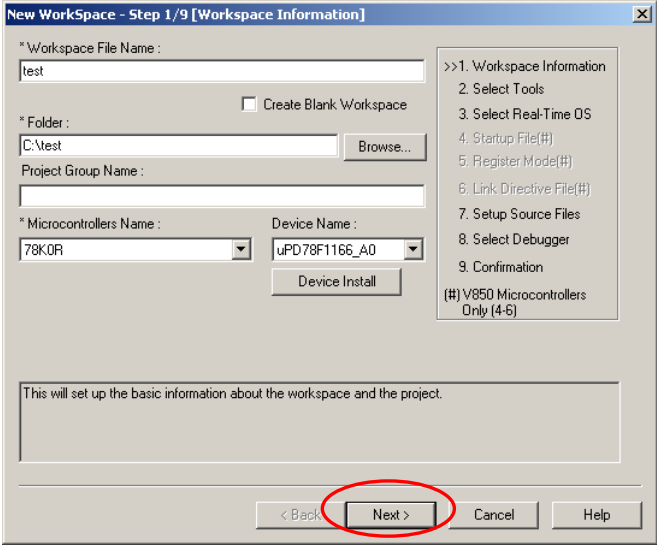 New WorkSpace - Step 1/9 [Workspace Information]
* Workspace File Name :
test
Create Blank Workspace
* Folder :
C:\test
Browse...
Project Group Name :
* Microcontrollers Name :
Device Name :
78K0R
uPD78F1166_A0
Device Install
>>1. Workspace Information
2. Select Tools
3. Select Real-Time OS
4. Startup File(#)
5. Register Mode(#)
6. Link Directive File(#)
7. Setup Source Files
8. Select Debugger
9. Confirmation
(#) V850 Microcontrollers
Only (4-6)
This will set up the basic information about the workspace and the project.
< Back
Next >
Cancel
Help